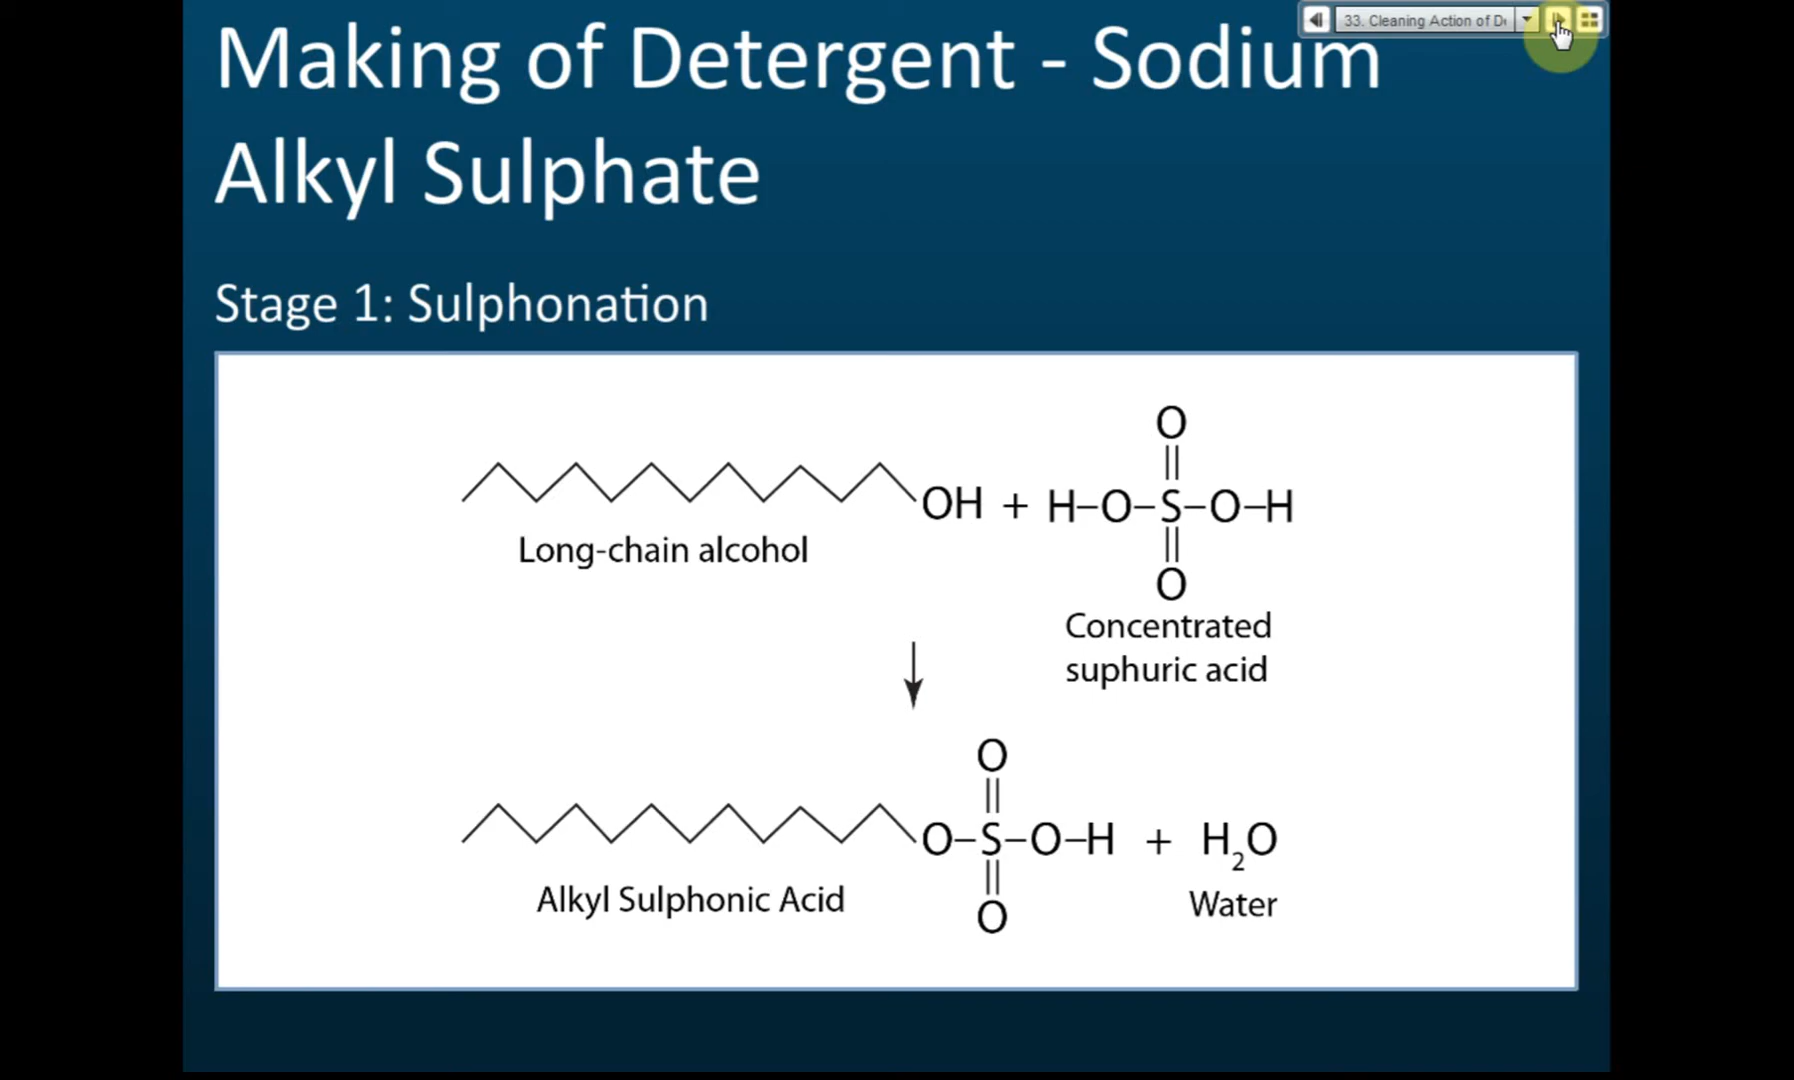 33. Cleaning Action of De
Making of Detergent - Sodium
Alkyl Sulphate
Stage 1: Sulphonation
O
||
OH + H–O–S–O–H
||
O
Long-chain alcohol
Concentrated
suphuric acid
O
||
O–S–O–H + H₂O
||
O
Alkyl Sulphonic Acid
Water